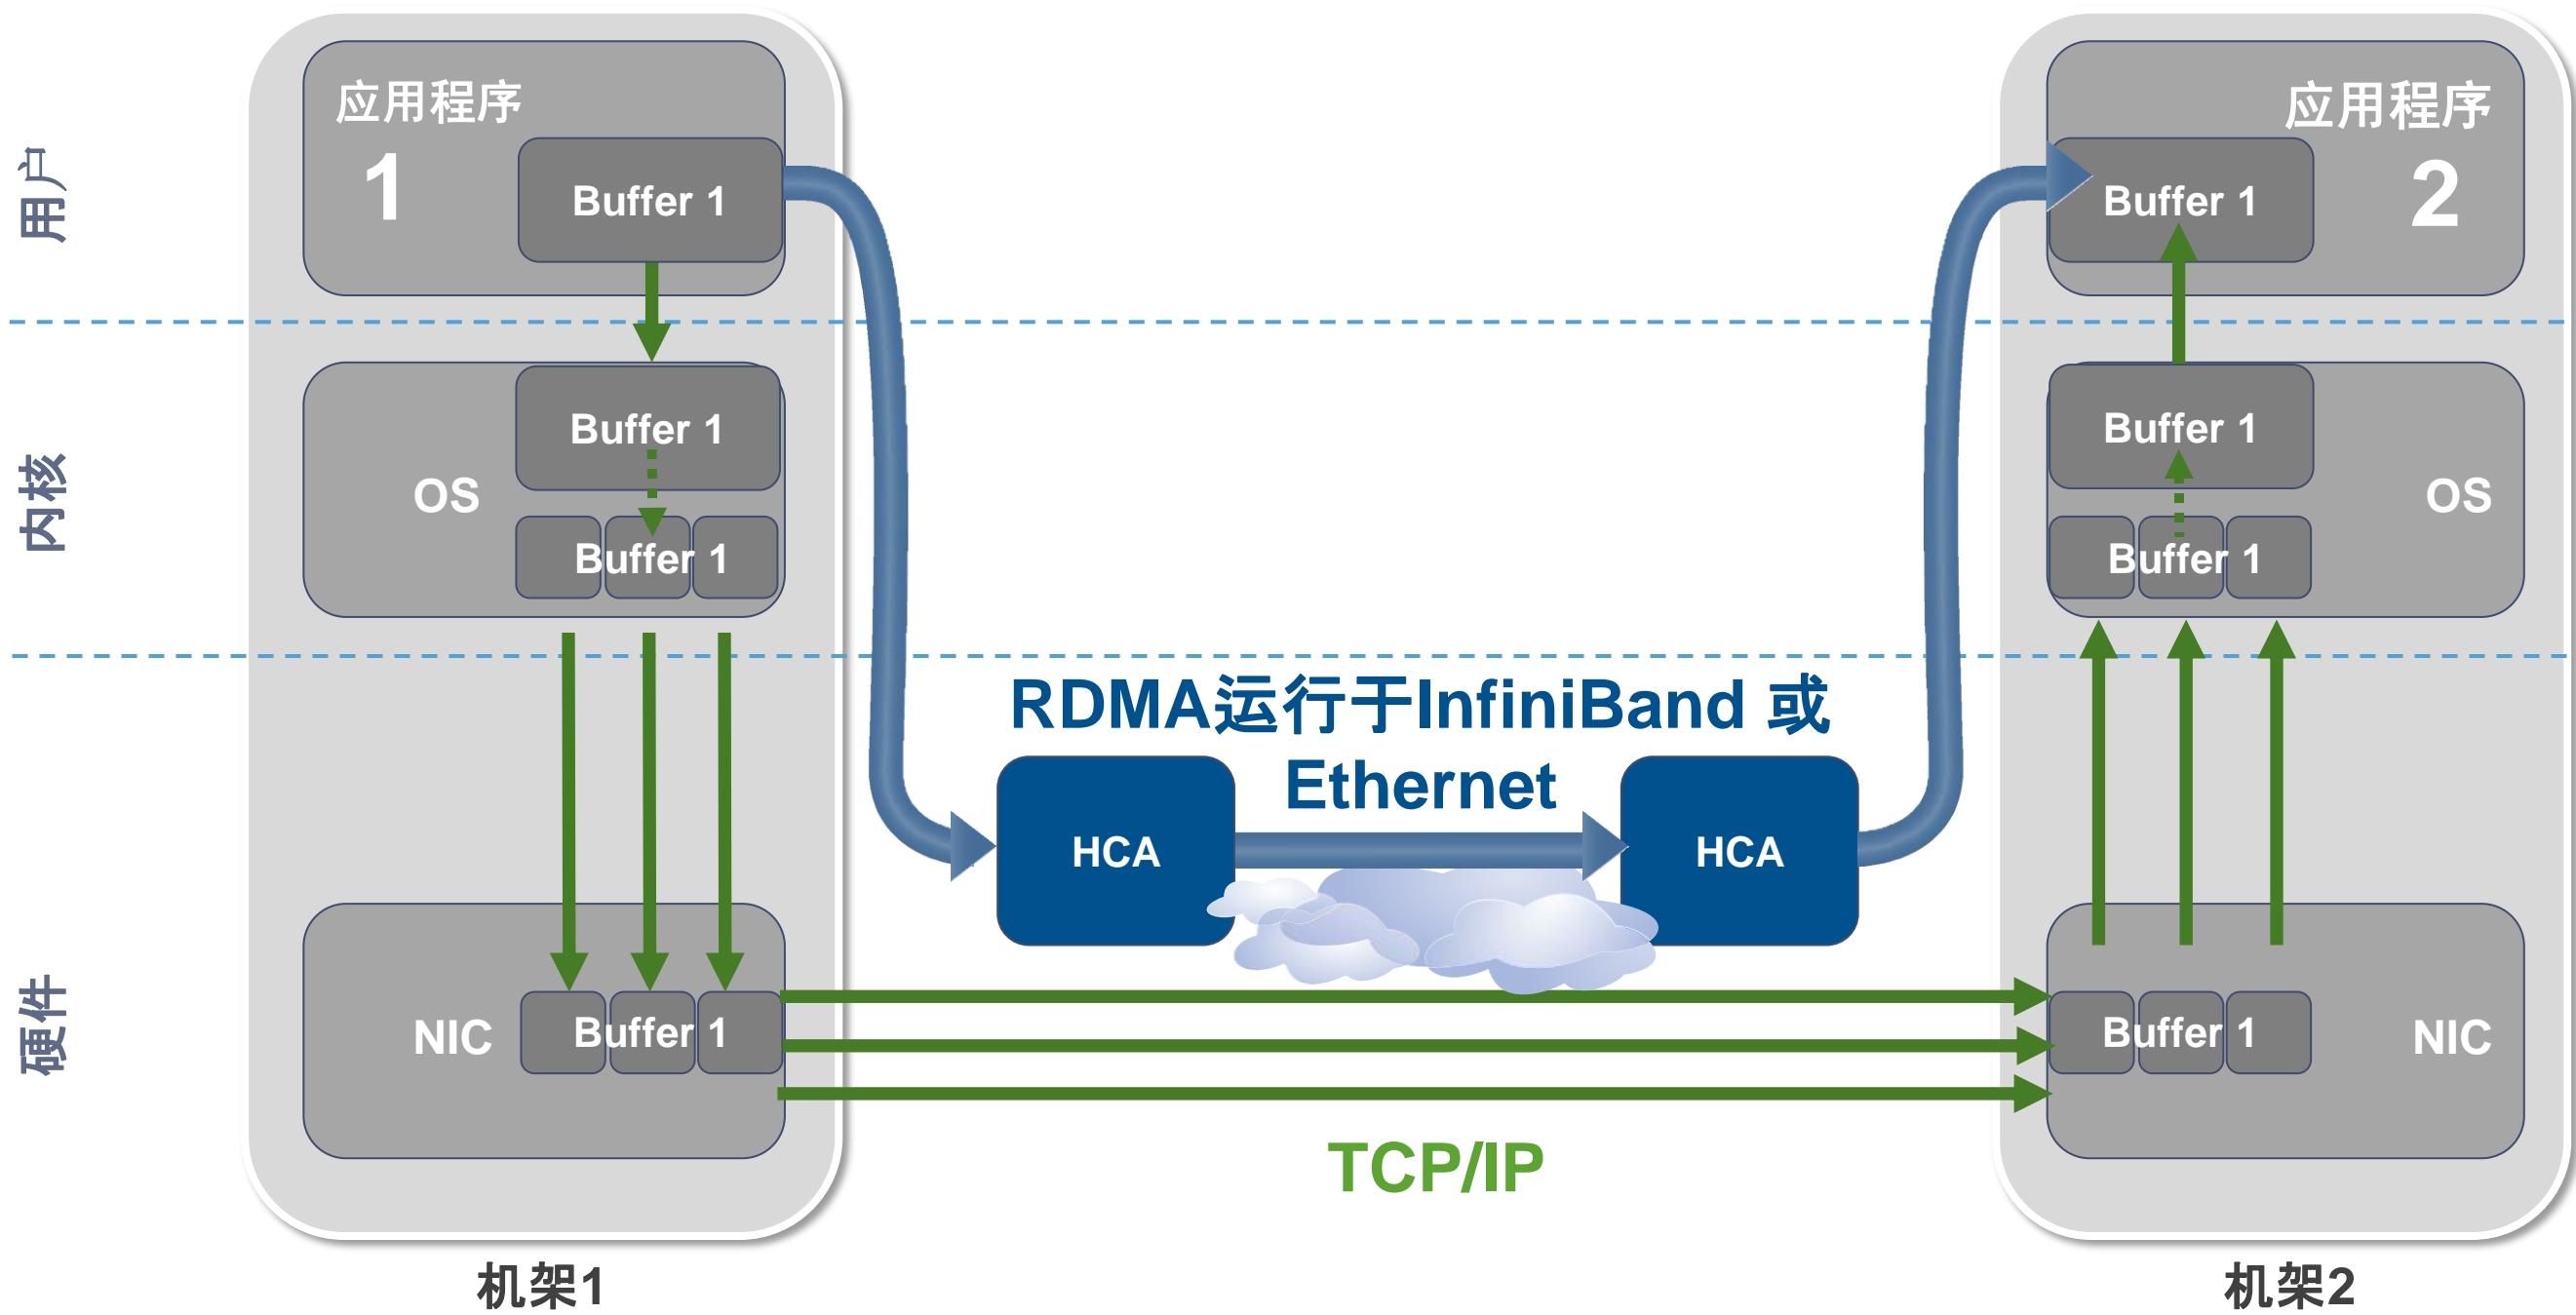 用户
内核
硬件
应用程序
1
Buffer 1
OS
Buffer 1
Buffer 1
NIC
Buffer 1
机架1
RDMA运行于InfiniBand 或
Ethernet
HCA
HCA
TCP/IP
应用程序
2
Buffer 1
Buffer 1
OS
Buffer 1
Buffer 1
NIC
机架2